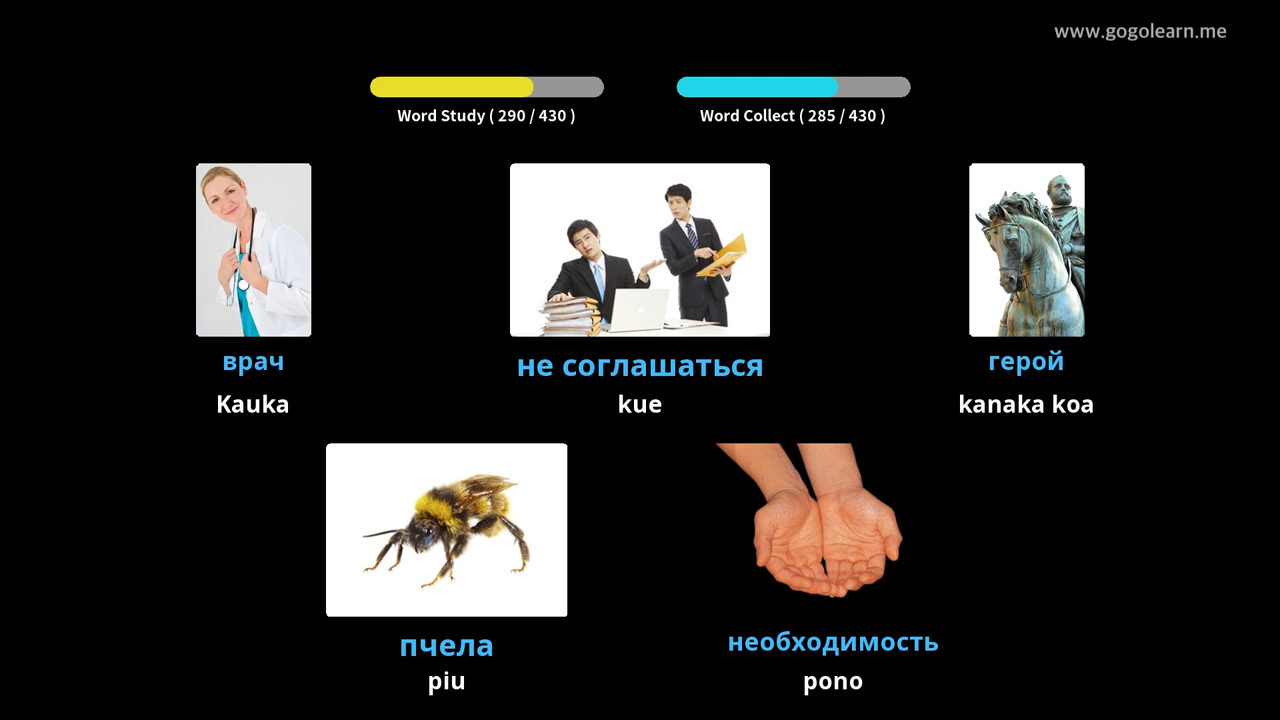 www.gogolearn.me
Word Study ( 290 / 430 )
Word Collect ( 285 / 430 )
врач
не соглашаться
герой
Kauka
kue
kanaka koa
пчела
необходимость
piu
pono